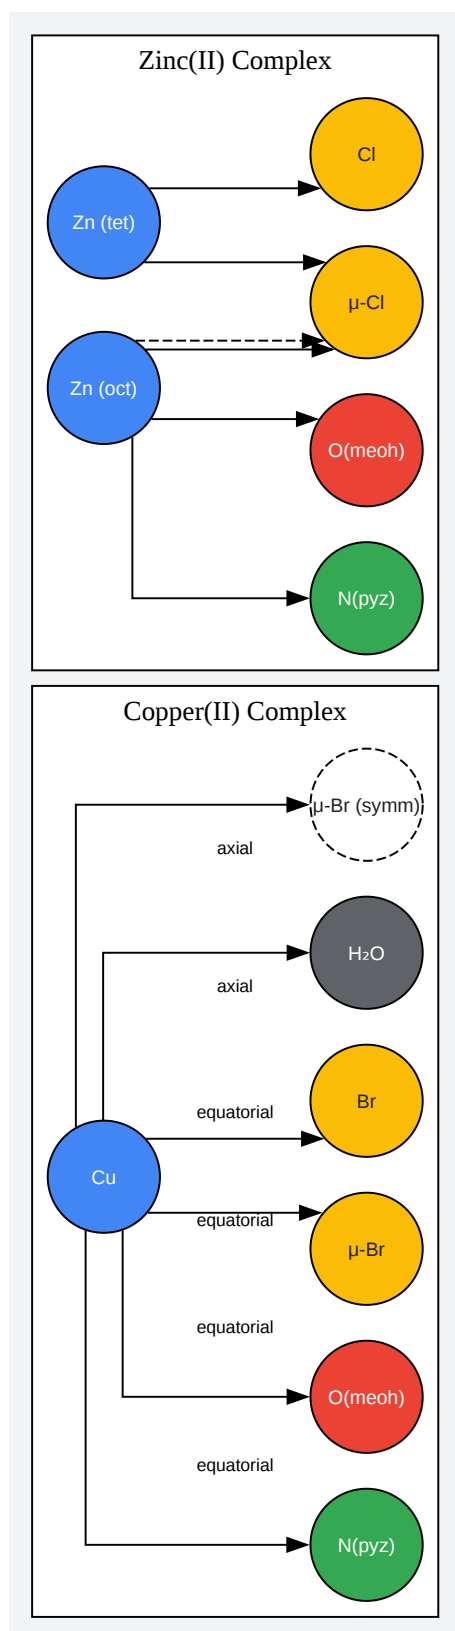 Zinc(II) Complex
Cl
Zn (tet)
μ-Cl
Zn (oct)
O(meoh)
N(pyz)
Copper(II) Complex
μ-Br (symm)
axial
H₂O
axial
Br
equatorial
Cu
equatorial
μ-Br
equatorial
O(meoh)
equatorial
N(pyz)